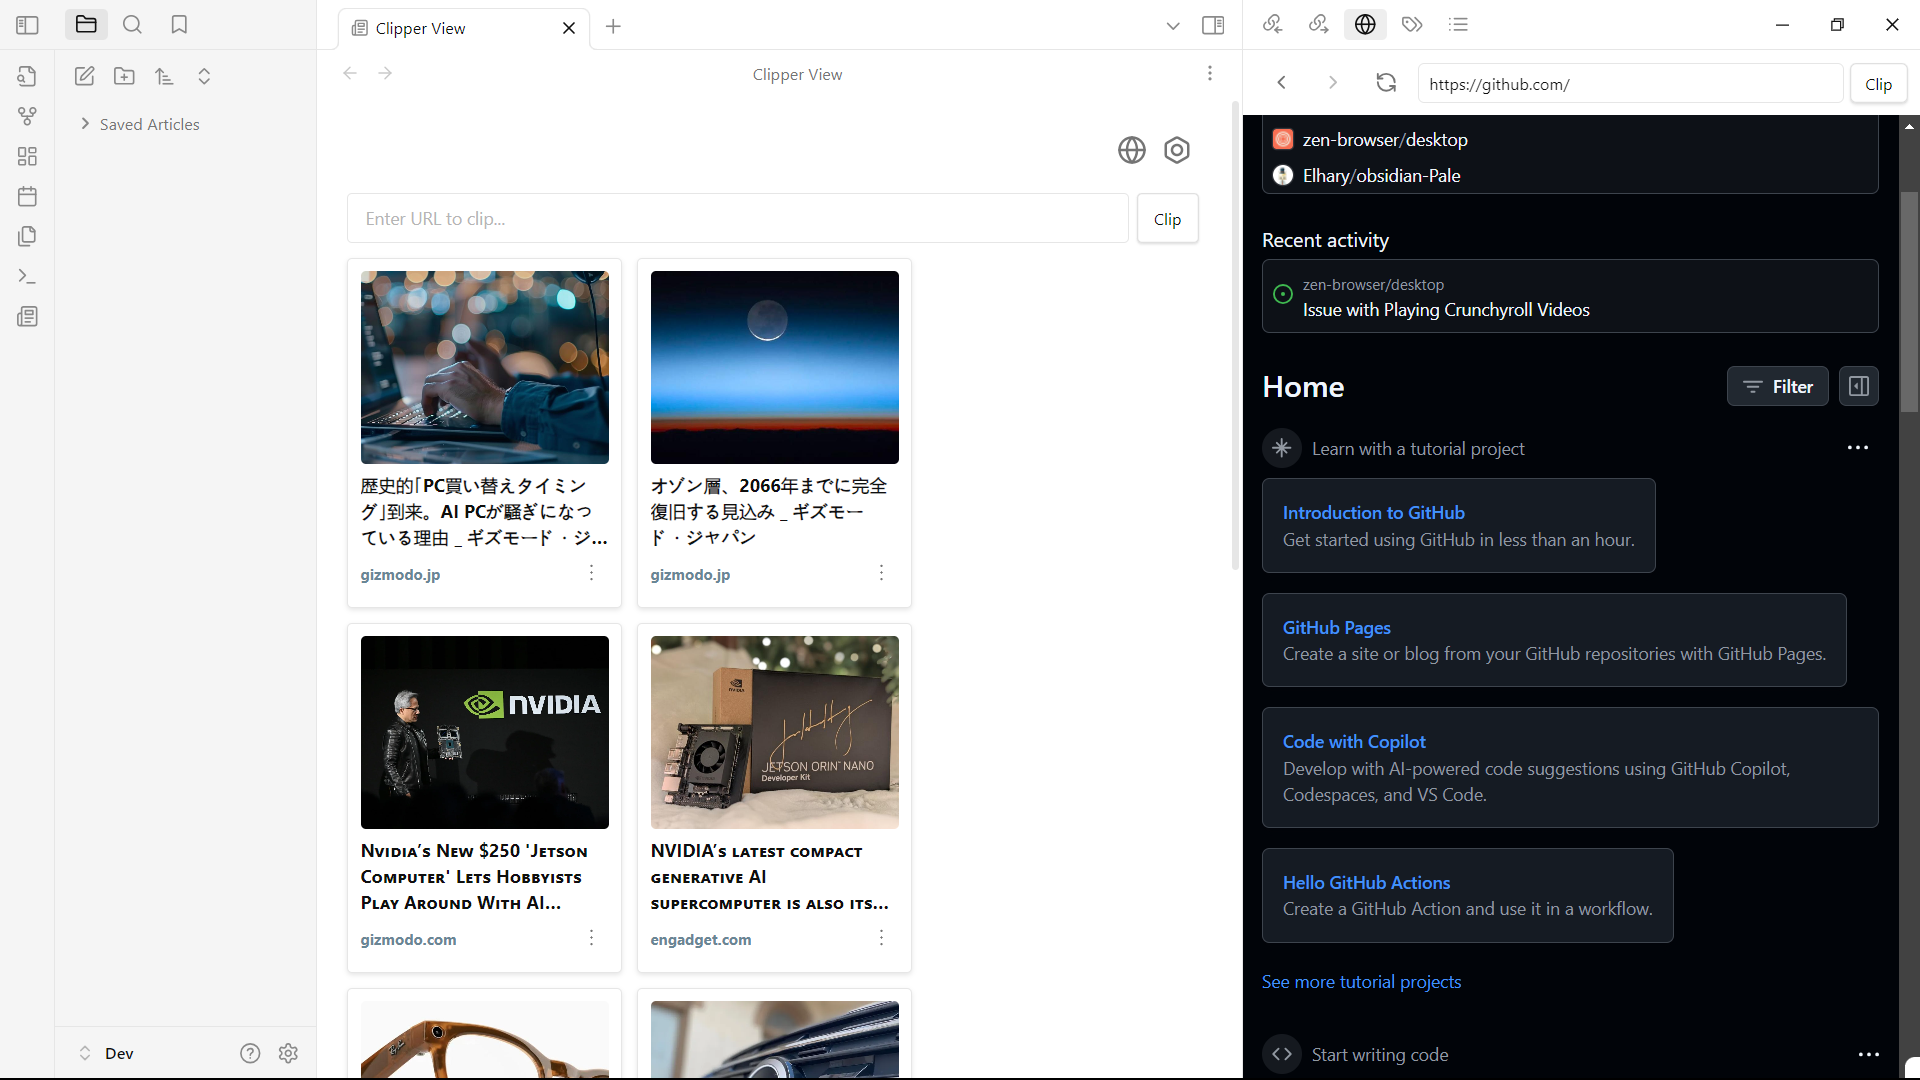 Clipper View
Clipper View
Saved Articles
Enter URL to clip...
Clip
歴史的「PC買い替えタイミン
グ」到来。AI PCが騒ぎになっ
ている理由 _ ギズモード・ジ...
gizmodo.jp
オゾン層、2066年までに完全
復旧する見込み _ ギズモー
ド・ジャパン
gizmodo.jp
NVIDIA
Nvidia's New $250 'Jetson
Computer' Lets Hobbyists
Play Around With AI...
gizmodo.com
NVIDIA
JETSON ORIN NANO
Developer Kit
NVIDIA's latest compact
generative AI
supercomputer is also its...
engadget.com
Dev
https://github.com/
Clip
zen-browser/desktop
Elhary/obsidian-Pale
Recent activity
zen-browser/desktop
Issue with Playing Crunchyroll Videos
Home
Filter
Learn with a tutorial project
Introduction to GitHub
Get started using GitHub in less than an hour.
GitHub Pages
Create a site or blog from your GitHub repositories with GitHub Pages.
Code with Copilot
Develop with AI-powered code suggestions using GitHub Copilot,
Codespaces, and VS Code.
Hello GitHub Actions
Create a GitHub Action and use it in a workflow.
See more tutorial projects
Start writing code